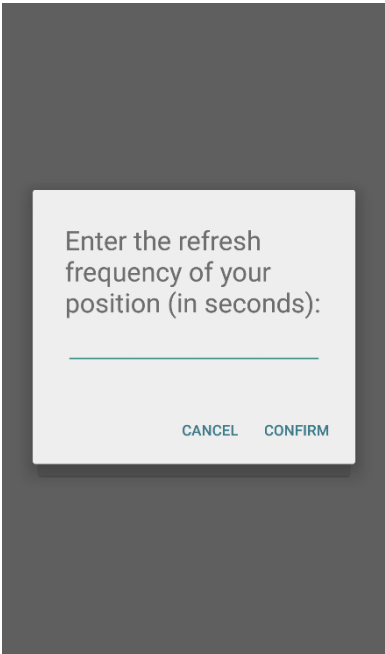 Enter the refresh
frequency of your
position (in seconds):
CANCEL CONFIRM